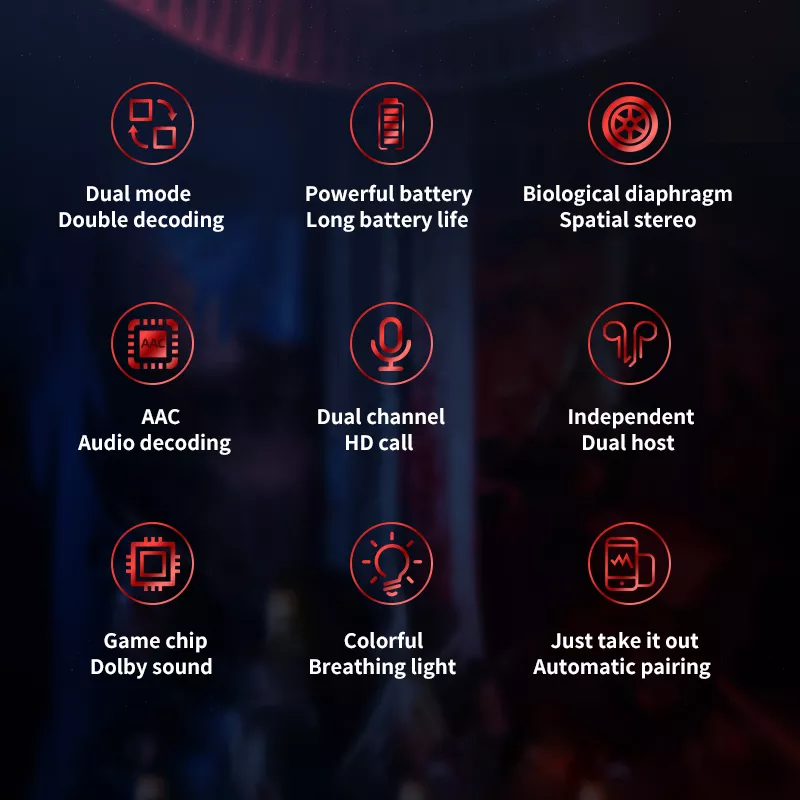 Dual mode
Double decoding
Powerful battery
Long battery life
Biological diaphragm
Spatial stereo
AAC
AAC
Audio decoding
Dual channel
HD call
Independent
Dual host
Game chip
Dolby sound
Colorful
Breathing light
Just take it out
Automatic pairing